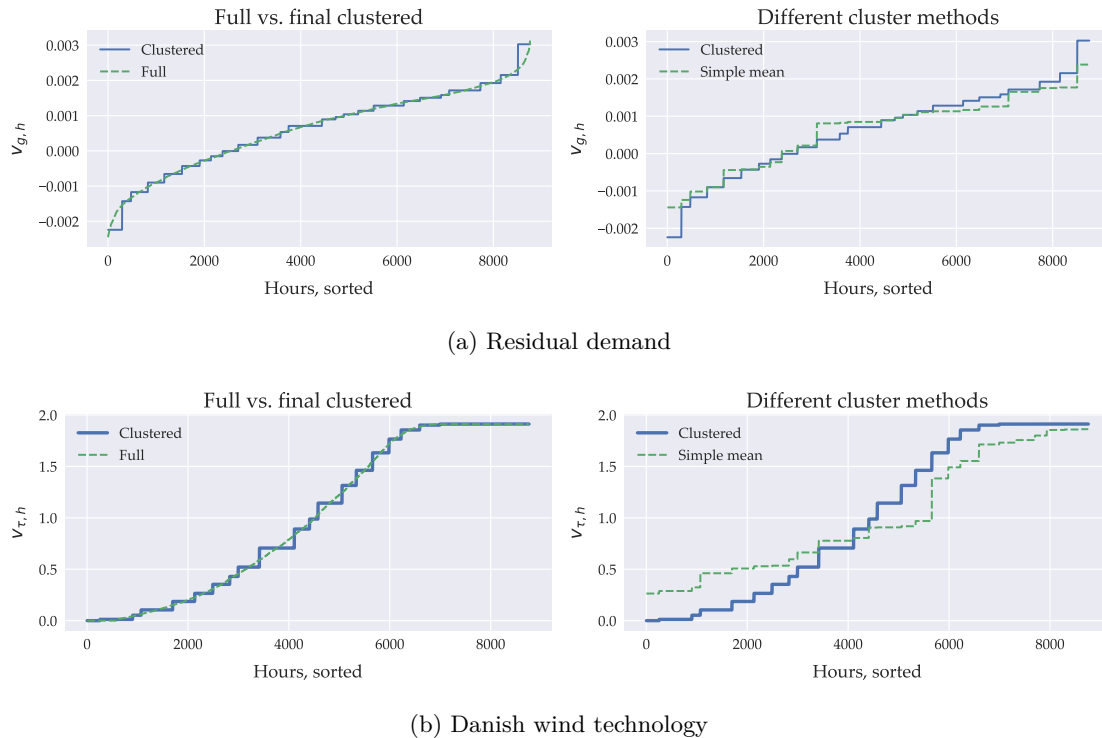 Full vs. final clustered
Different cluster methods
0.003
0.002
0.001
0.000
−0.001
−0.002
v_{g, h}
Clustered
Full
0
2000
4000
6000
8000
Hours, sorted
0.003
0.002
0.001
0.000
−0.001
−0.002
v_{g, h}
Clustered
Simple mean
0
2000
4000
6000
8000
Hours, sorted
(a) Residual demand
Full vs. final clustered
Different cluster methods
2.0
1.5
1.0
0.5
0.0
v_{τ, h}
Clustered
Full
0
2000
4000
6000
8000
Hours, sorted
2.0
1.5
1.0
0.5
0.0
v_{τ, h}
Clustered
Simple mean
0
2000
4000
6000
8000
Hours, sorted
(b) Danish wind technology